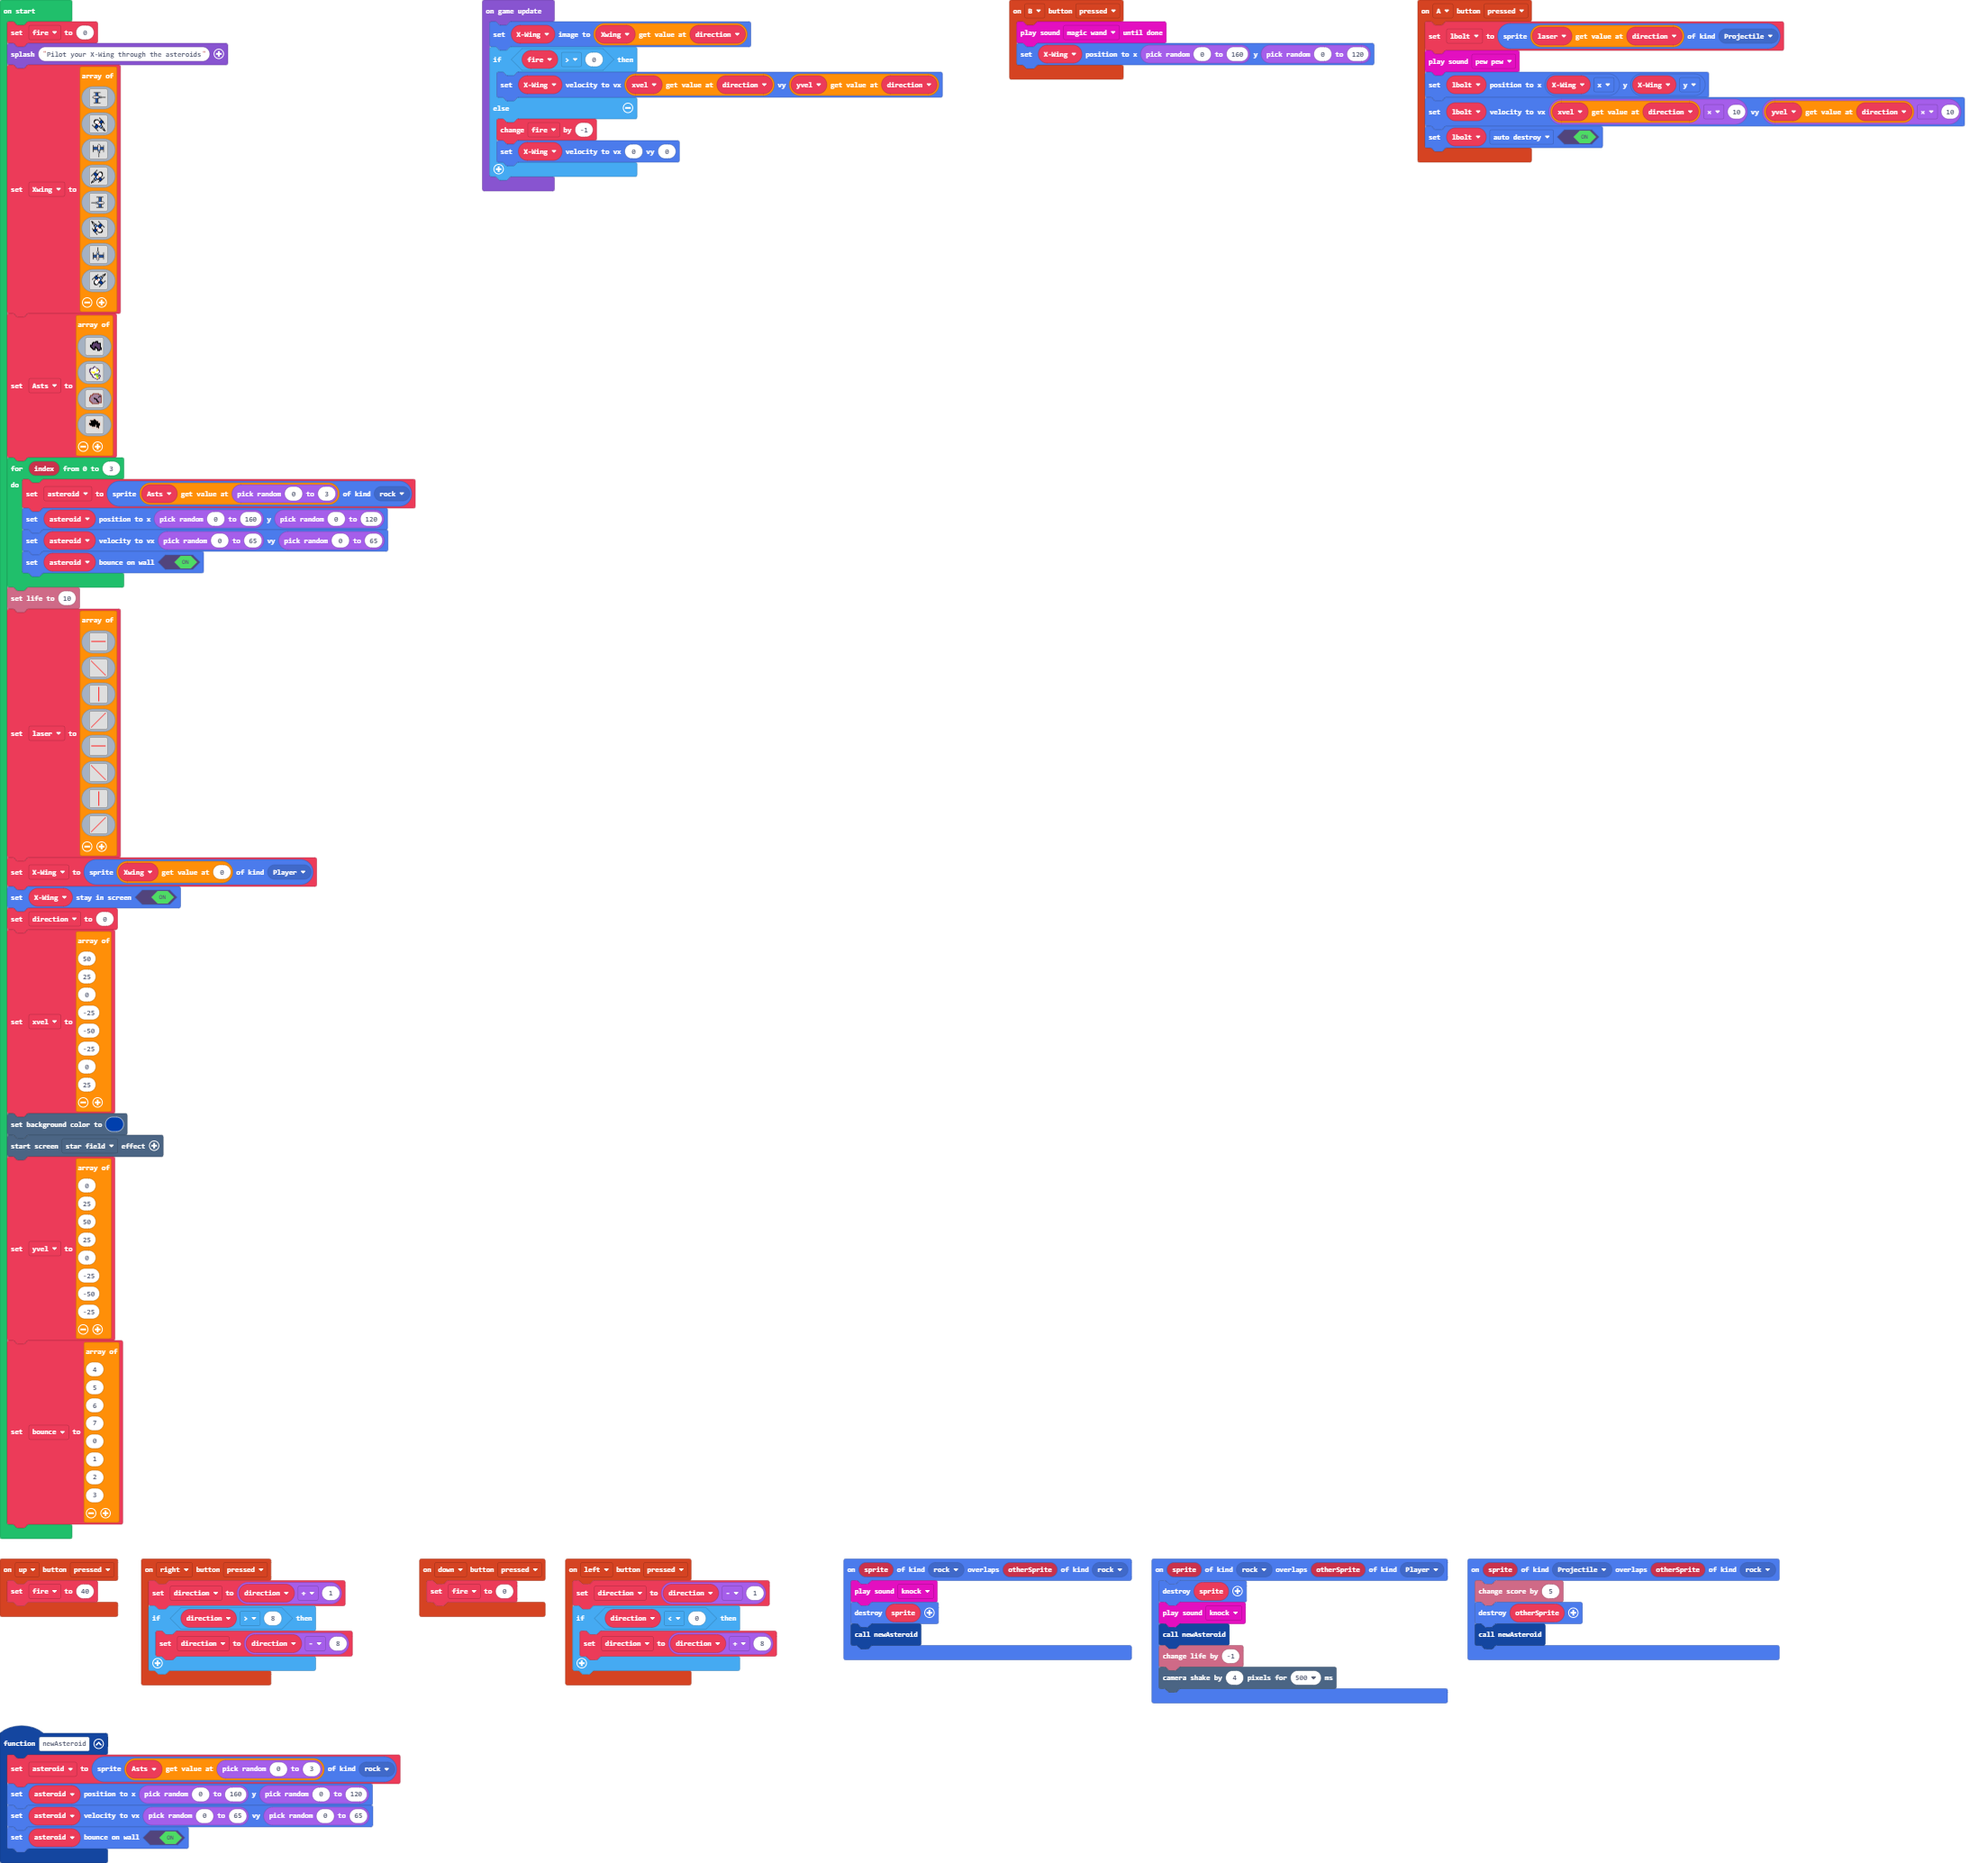 on start
set fire to 0
splash "Pilot your X-Wing through the asteroids"
set Xwing to array of
set Asts to array of
for index from 0 to 3
do
set asteroid to sprite Asts get value at pick random 0 to 3 of kind rock
set asteroid position to x pick random 0 to 160 y pick random 0 to 120
set asteroid velocity to vx pick random 0 to 65 vy pick random 0 to 65
set asteroid bounce on wall ON
set life to 10
set laser to array of
set X-Wing to sprite Xwing get value at 0 of kind Player
set X-Wing stay in screen ON
set direction to 0
set xvel to array of
50
25
0
-25
-50
-25
0
25
set background color to
start screen star field effect
set yvel to array of
0
25
50
25
0
-25
-50
-25
set bounce to array of
4
5
6
7
0
1
2
3
on game update
set X-Wing image to Xwing get value at direction
if fire > 0 then
set X-Wing velocity to vx xvel get value at direction vy yvel get value at direction
else
change fire by -1
set X-Wing velocity to vx 0 vy 0
on B button pressed
play sound magic wand until done
set X-Wing position to x pick random 0 to 160 y pick random 0 to 120
on A button pressed
set lbolt to sprite laser get value at direction of kind Projectile
play sound pew pew
set lbolt position to x X-Wing x y X-Wing y
set lbolt velocity to vx xvel get value at direction x 10 vy yvel get value at direction x 10
set lbolt auto destroy ON
on up button pressed
set fire to 40
on right button pressed
set direction to direction + 1
if direction > 8 then
set direction to direction - 8
on down button pressed
set fire to 0
on left button pressed
set direction to direction - 1
if direction < 0 then
set direction to direction + 8
on sprite of kind rock overlaps otherSprite of kind rock
play sound knock
destroy sprite
call newAsteroid
on sprite of kind rock overlaps otherSprite of kind Player
destroy sprite
play sound knock
call newAsteroid
change life by -1
camera shake by 4 pixels for 500 ms
on sprite of kind Projectile overlaps otherSprite of kind rock
change score by 5
destroy otherSprite
call newAsteroid
function newAsteroid
set asteroid to sprite Asts get value at pick random 0 to 3 of kind rock
set asteroid position to x pick random 0 to 160 y pick random 0 to 120
set asteroid velocity to vx pick random 0 to 65 vy pick random 0 to 65
set asteroid bounce on wall ON